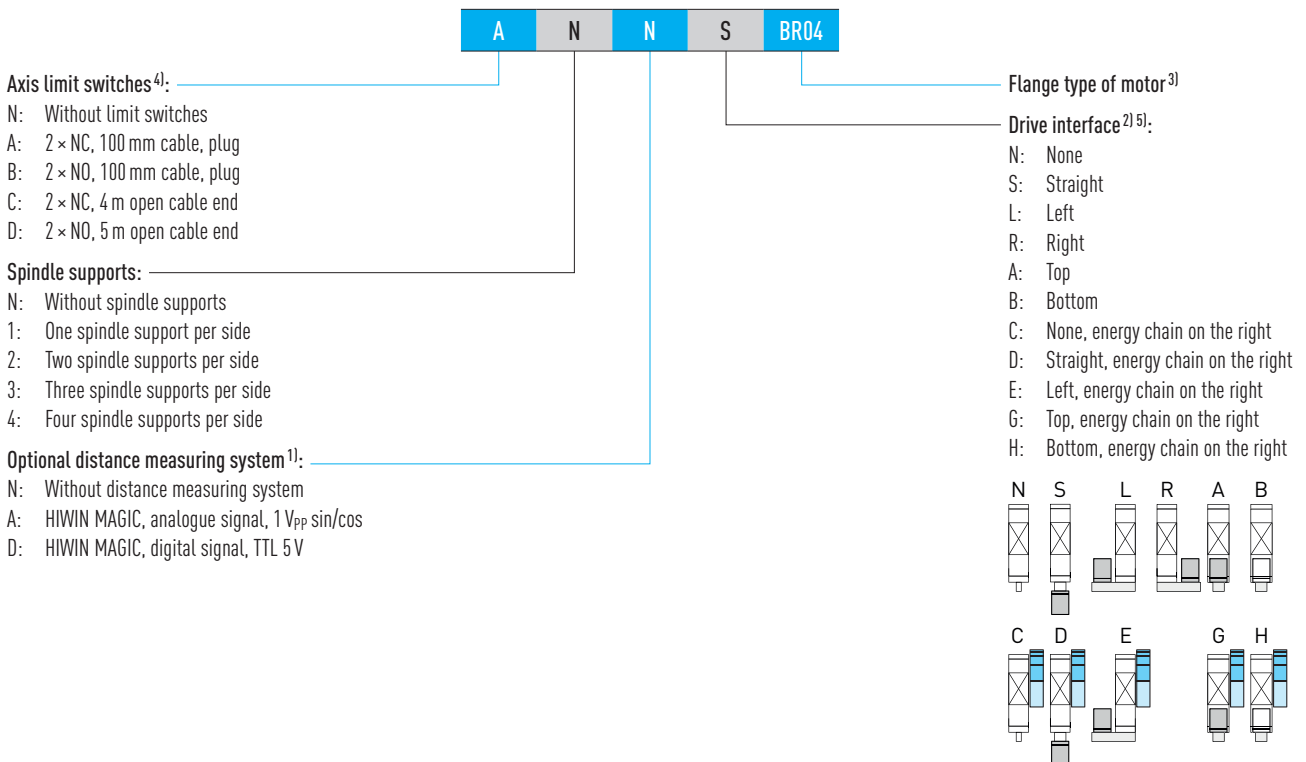 A N N S BR04
Axis limit switches 4):
N: Without limit switches
A: 2 × NC, 100 mm cable, plug
B: 2 × NO, 100 mm cable, plug
C: 2 × NC, 4 m open cable end
D: 2 × NO, 5 m open cable end
Spindle supports:
N: Without spindle supports
1: One spindle support per side
2: Two spindle supports per side
3: Three spindle supports per side
4: Four spindle supports per side
Optional distance measuring system 1):
N: Without distance measuring system
A: HIWIN MAGIC, analogue signal, 1 VPP sin/cos
D: HIWIN MAGIC, digital signal, TTL 5 V
Flange type of motor 3)
Drive interface 2) 5):
N: None
S: Straight
L: Left
R: Right
A: Top
B: Bottom
C: None, energy chain on the right
D: Straight, energy chain on the right
E: Left, energy chain on the right
G: Top, energy chain on the right
H: Bottom, energy chain on the right
N S L R A B
C D E G H